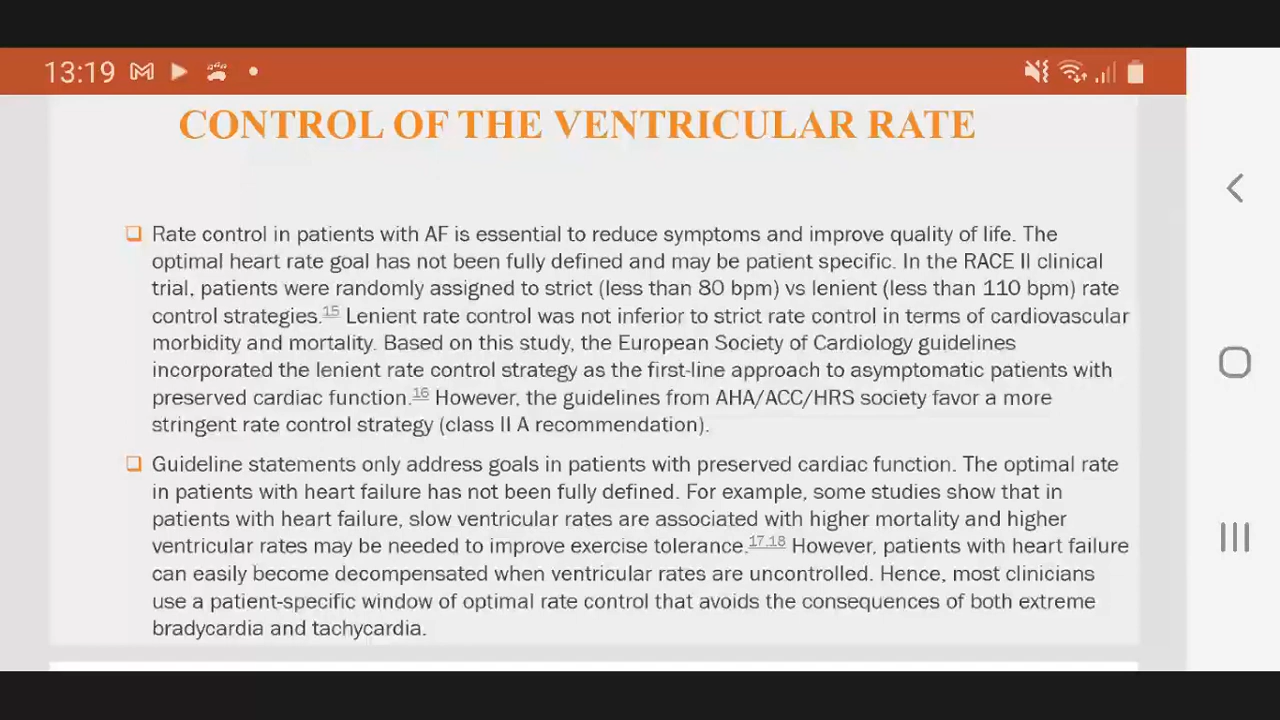 13:19
CONTROL OF THE VENTRICULAR RATE
Rate control in patients with AF is essential to reduce symptoms and improve quality of life. The
optimal heart rate goal has not been fully defined and may be patient specific. In the RACE II clinical
trial, patients were randomly assigned to strict (less than 80 bpm) vs lenient (less than 110 bpm) rate
control strategies.15 Lenient rate control was not inferior to strict rate control in terms of cardiovascular
morbidity and mortality. Based on this study, the European Society of Cardiology guidelines
incorporated the lenient rate control strategy as the first-line approach to asymptomatic patients with
preserved cardiac function.16 However, the guidelines from AHA/ACC/HRS society favor a more
stringent rate control strategy (class II A recommendation).
Guideline statements only address goals in patients with preserved cardiac function. The optimal rate
in patients with heart failure has not been fully defined. For example, some studies show that in
patients with heart failure, slow ventricular rates are associated with higher mortality and higher
ventricular rates may be needed to improve exercise tolerance.17,18 However, patients with heart failure
can easily become decompensated when ventricular rates are uncontrolled. Hence, most clinicians
use a patient-specific window of optimal rate control that avoids the consequences of both extreme
bradycardia and tachycardia.